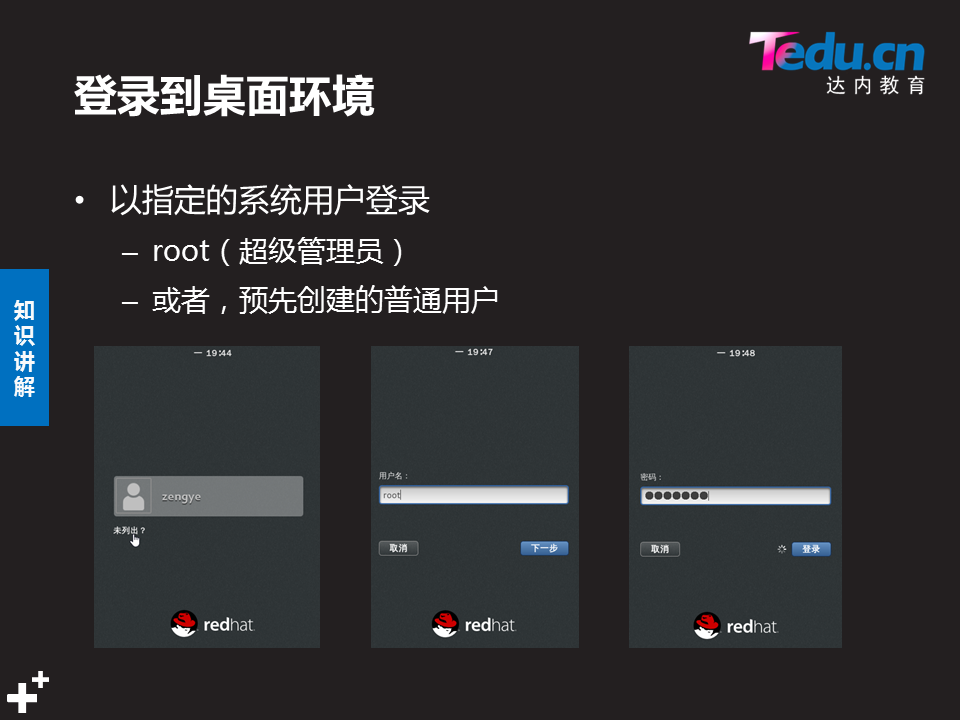 Tedu.cn
达内教育
登录到桌面环境
• 以指定的系统用户登录
– root（超级管理员）
– 或者，预先创建的普通用户
知识讲解
一 19:44
zengye
未列出？
redhat.
一 19:47
用户名：
root
取消 下一步
redhat.
一 19:48
密码：
取消 登录
redhat.